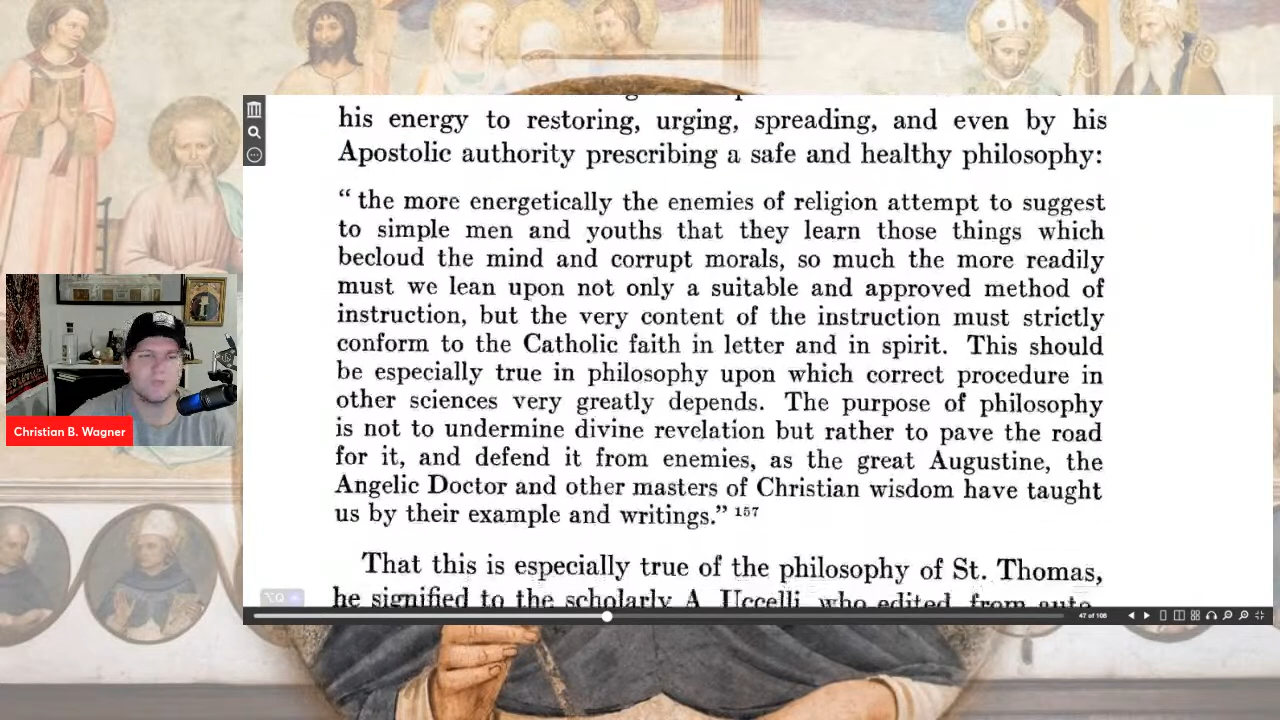 his energy to restoring, urging, spreading, and even by his
Apostolic authority prescribing a safe and healthy philosophy:
“ the more energetically the enemies of religion attempt to suggest
to simple men and youths that they learn those things which
becloud the mind and corrupt morals, so much the more readily
must we lean upon not only a suitable and approved method of
instruction, but the very content of the instruction must strictly
conform to the Catholic faith in letter and in spirit. This should
be especially true in philosophy upon which correct procedure in
other sciences very greatly depends. The purpose of philosophy
is not to undermine divine revelation but rather to pave the road
for it, and defend it from enemies, as the great Augustine, the
Angelic Doctor and other masters of Christian wisdom have taught
us by their example and writings.” 157
That this is especially true of the philosophy of St. Thomas,
he signified to the scholarly A. Uccelli, who edited, from auto-
Christian B. Wagner
47 of 108